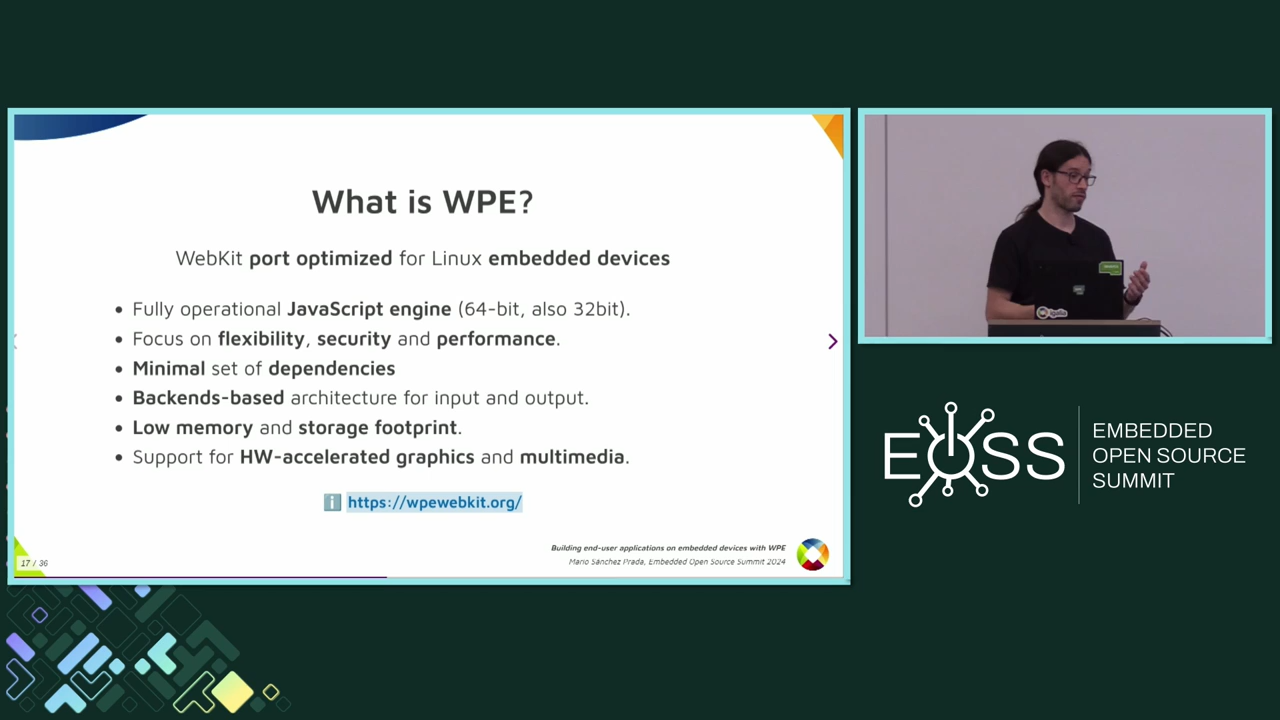 What is WPE?
WebKit port optimized for Linux embedded devices
Fully operational JavaScript engine (64-bit, also 32bit).
Focus on flexibility, security and performance.
Minimal set of dependencies
Backends-based architecture for input and output.
Low memory and storage footprint.
Support for HW-accelerated graphics and multimedia.
https://wpewebkit.org/
Building end-user applications on embedded devices with WPE
Mario Sánchez Prada, Embedded Open Source Summit 2024
17 / 36
EOSS
EMBEDDED
OPEN SOURCE
SUMMIT